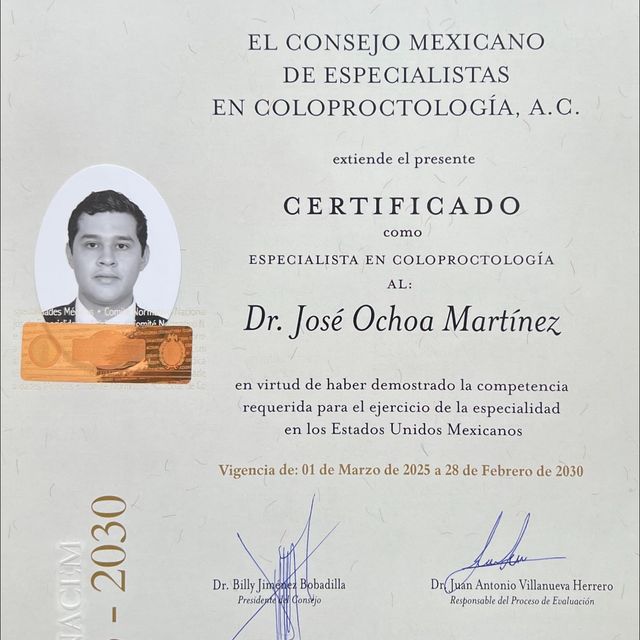 EL CONSEJO MEXICANO
DE ESPECIALISTAS
EN COLOPROCTOLOGÍA, A.C.
extiende el presente
CERTIFICADO
como
ESPECIALISTA EN COLOPROCTOLOGÍA
AL:
Dr. José Ochoa Martínez
en virtud de haber demostrado la competencia
requerida para el ejercicio de la especialidad
en los Estados Unidos Mexicanos
Vigencia de: 01 de Marzo de 2025 a 28 de Febrero de 2030
Dr. Billy Jiménez Bobadilla
Presidente del Consejo
Dr. Juan Antonio Villanueva Herrero
Responsable del Proceso de Evaluación
- 2030
NACEM